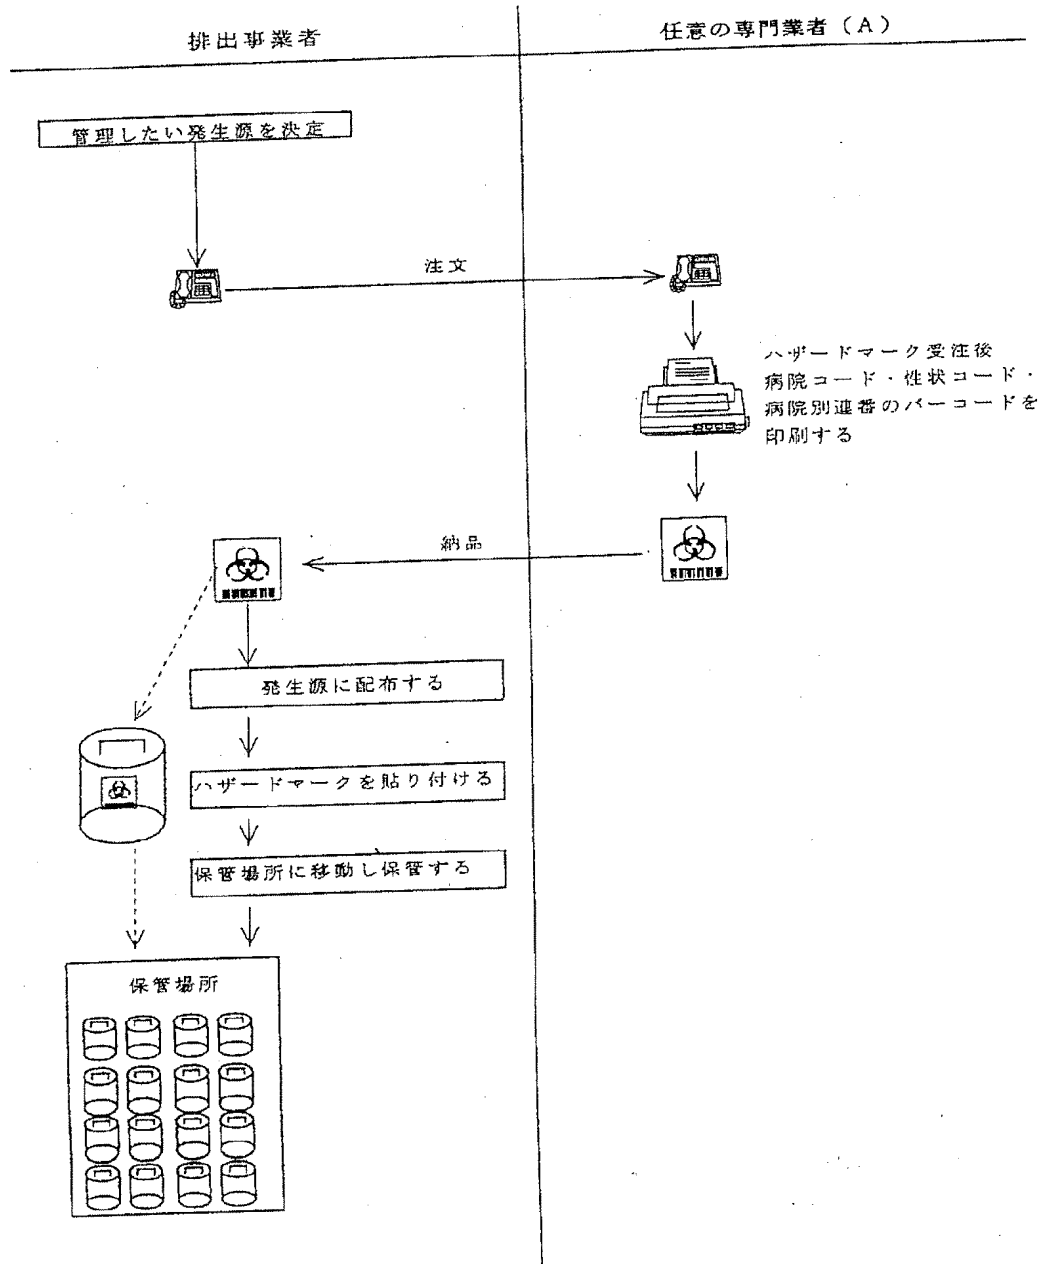 排出事業者
任意の専門業者（A）
管理したい発生源を決定
注文
ハザードマーク受注後
病院コード・性状コード・
病院別連番のバーコードを
印刷する
納品
発生源に配布する
ハザードマークを貼り付ける
保管場所に移動し保管する
保管場所